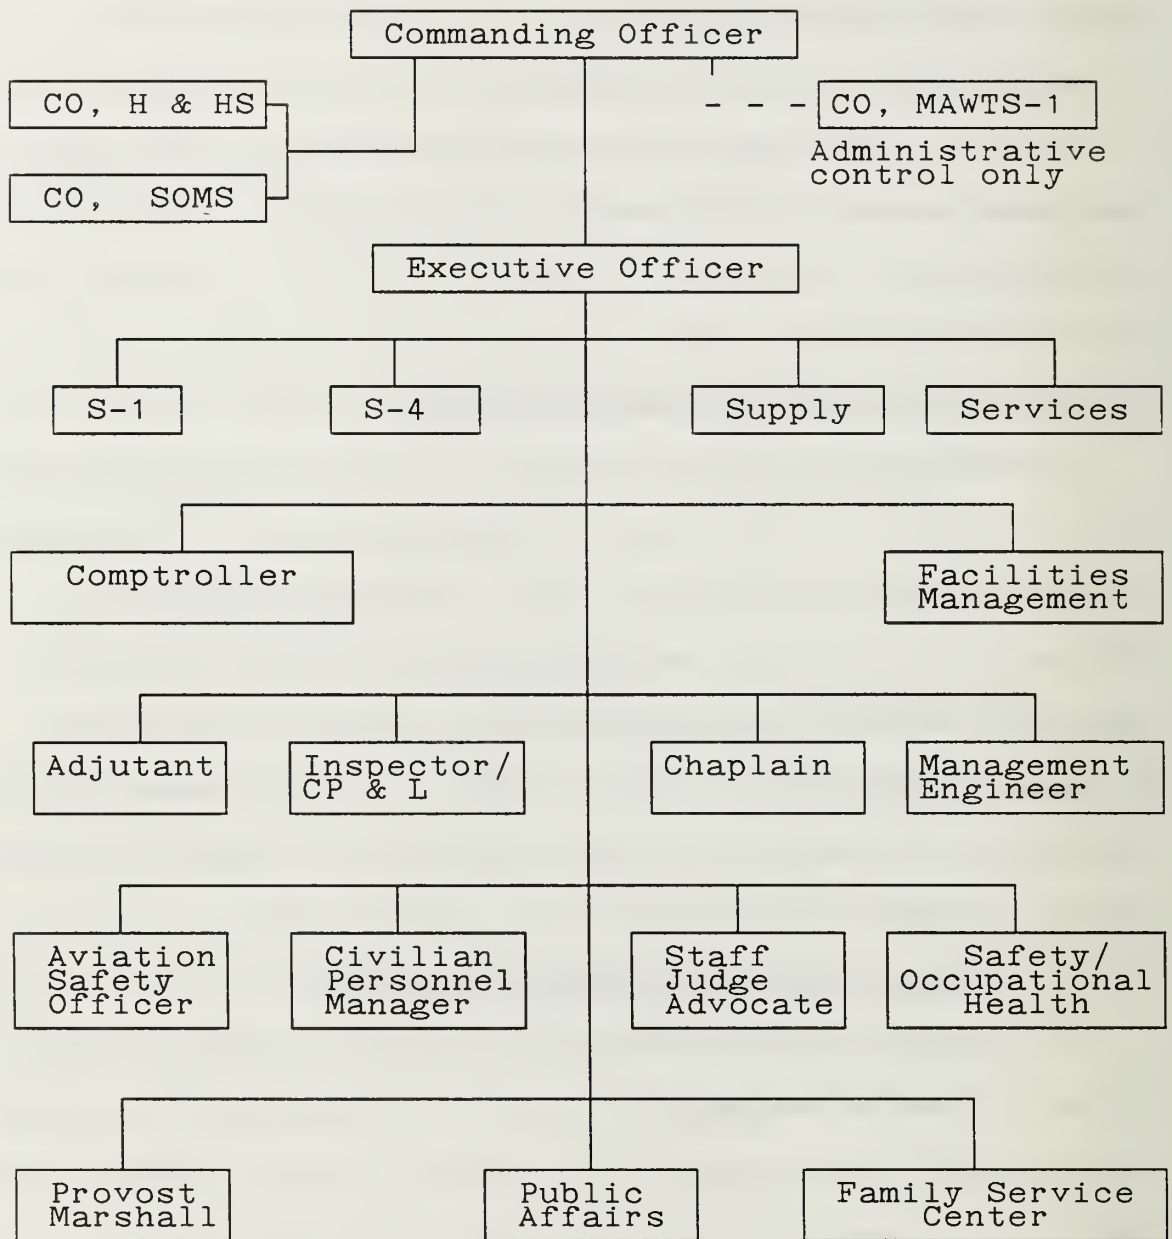 Commanding Officer
CO, H & HS
CO, MAWTS-1
Administrative
control only
CO, SOMS
Executive Officer
S-1
S-4
Supply
Services
Comptroller
Facilities
Management
Adjutant
Inspector/
CP & L
Chaplain
Management
Engineer
Aviation
Safety
Officer
Civilian
Personnel
Manager
Staff
Judge
Advocate
Safety/
Occupational
Health
Provost
Marshall
Public
Affairs
Family Service
Center